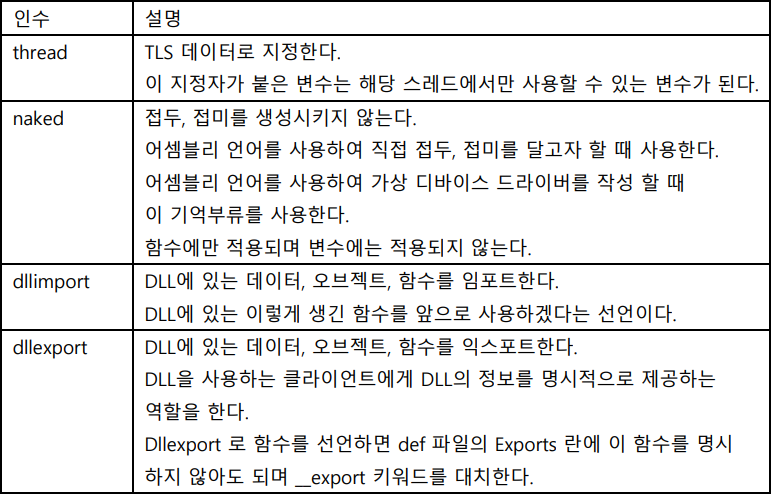 인수 설명
thread TLS 데이터로 지정한다.
이 지정자가 붙은 변수는 해당 스레드에서만 사용할 수 있는 변수가 된다.
naked 접두, 접미를 생성시키지 않는다.
어셈블리 언어를 사용하여 직접 접두, 접미를 달고자 할 때 사용한다.
어셈블리 언어를 사용하여 가상 디바이스 드라이버를 작성 할 때
이 기억부류를 사용한다.
함수에만 적용되며 변수에는 적용되지 않는다.
dllimport DLL에 있는 데이터, 오브젝트, 함수를 임포트한다.
DLL에 있는 이렇게 생긴 함수를 앞으로 사용하겠다는 선언이다.
dllexport DLL에 있는 데이터, 오브젝트, 함수를 익스포트한다.
DLL을 사용하는 클라이언트에게 DLL의 정보를 명시적으로 제공하는
역할을 한다.
Dllexport 로 함수를 선언하면 def 파일의 Exports 란에 이 함수를 명시
하지 않아도 되며 __export 키워드를 대치한다.